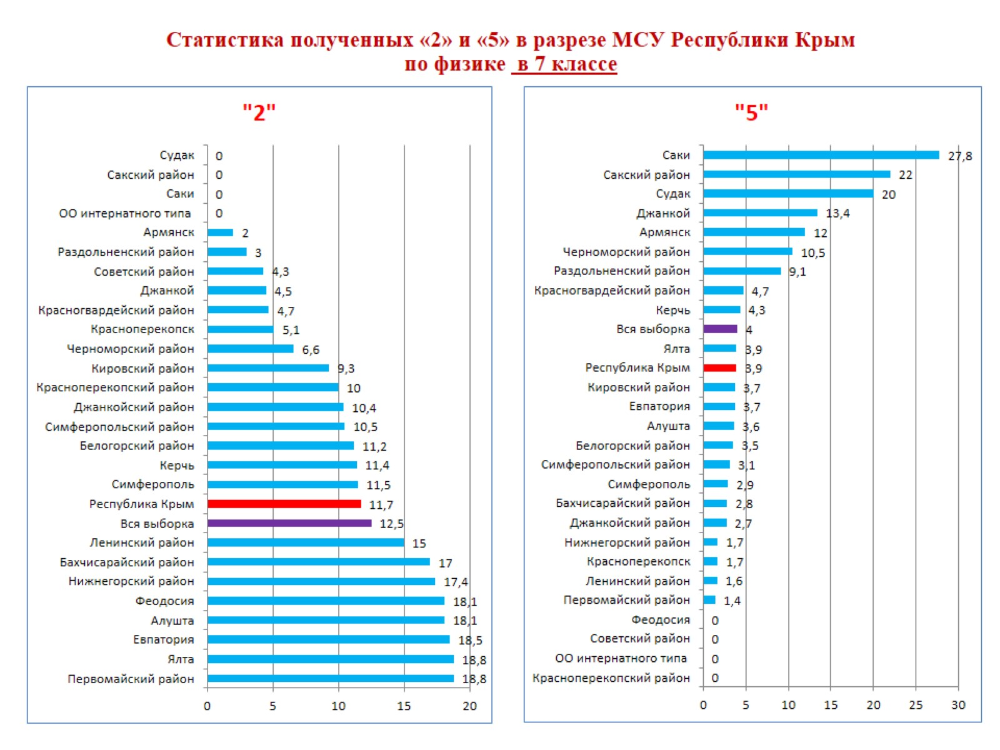 Статистика полученных «2» и «5» в разрезе МСУ Республики Крым
по физике в 7 классе
"2"
Судак 0
Сакский район 0
Саки 0
ОО интернатного типа 0
Армянск 2
Раздольненский район 3
Советский район 4,3
Джанкой 4,5
Красногвардейский район 4,7
Красноперекопск 5,1
Черноморский район 6,6
Кировский район 9,3
Красноперекопский район 10
Джанкойский район 10,4
Симферопольский район 10,5
Белогорский район 11,2
Керчь 11,4
Симферополь 11,5
Республика Крым 11,7
Вся выборка 12,5
Ленинский район 15
Бахчисарайский район 17
Нижнегорский район 17,4
Феодосия 18,1
Алушта 18,1
Евпатория 18,5
Ялта 18,8
Первомайский район 18,8
0 5 10 15 20
"5"
Саки 27,8
Сакский район 22
Судак 20
Джанкой 13,4
Армянск 12
Черноморский район 10,5
Раздольненский район 9,1
Красногвардейский район 4,7
Керчь 4,3
Вся выборка 4
Ялта 3,9
Республика Крым 3,9
Кировский район 3,7
Евпатория 3,7
Алушта 3,6
Белогорский район 3,5
Симферопольский район 3,1
Симферополь 2,9
Бахчисарайский район 2,8
Джанкойский район 2,7
Нижнегорский район 1,7
Красноперекопск 1,7
Ленинский район 1,6
Первомайский район 1,4
Феодосия 0
Советский район 0
ОО интернатного типа 0
Красноперекопский район 0
0 5 10 15 20 25 30